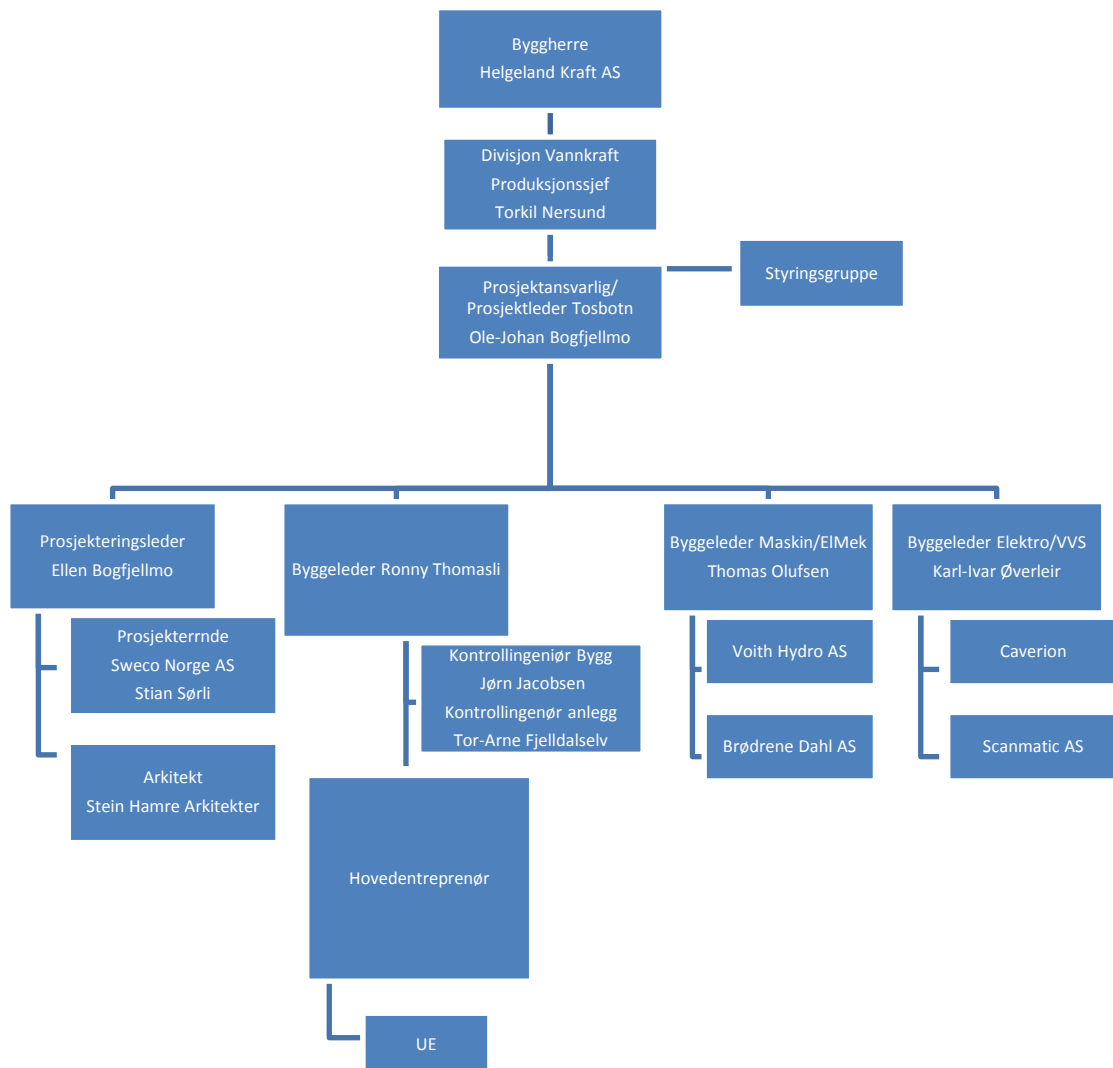 Byggherre
Helgeland Kraft AS
Divisjon Vannkraft
Produksjonssjef
Torkil Nersund
Prosjektansvarlig/
Prosjektleder Tosbotn
Ole-Johan Bogfjellmo
Styringsgruppe
Prosjekteringsleder
Ellen Bogfjellmo
Prosjekterrnde
Sweco Norge AS
Stian Sørli
Arkitekt
Stein Hamre Arkitekter
Byggeleder Ronny Thomasli
Kontrollingeniør Bygg
Jørn Jacobsen
Kontrollingenør anlegg
Tor-Arne Fjelldalselv
Hovedentreprenør
UE
Byggeleder Maskin/ElMek
Thomas Olufsen
Voith Hydro AS
Brødrene Dahl AS
Byggeleder Elektro/VVS
Karl-Ivar Øverleir
Caverion
Scanmatic AS